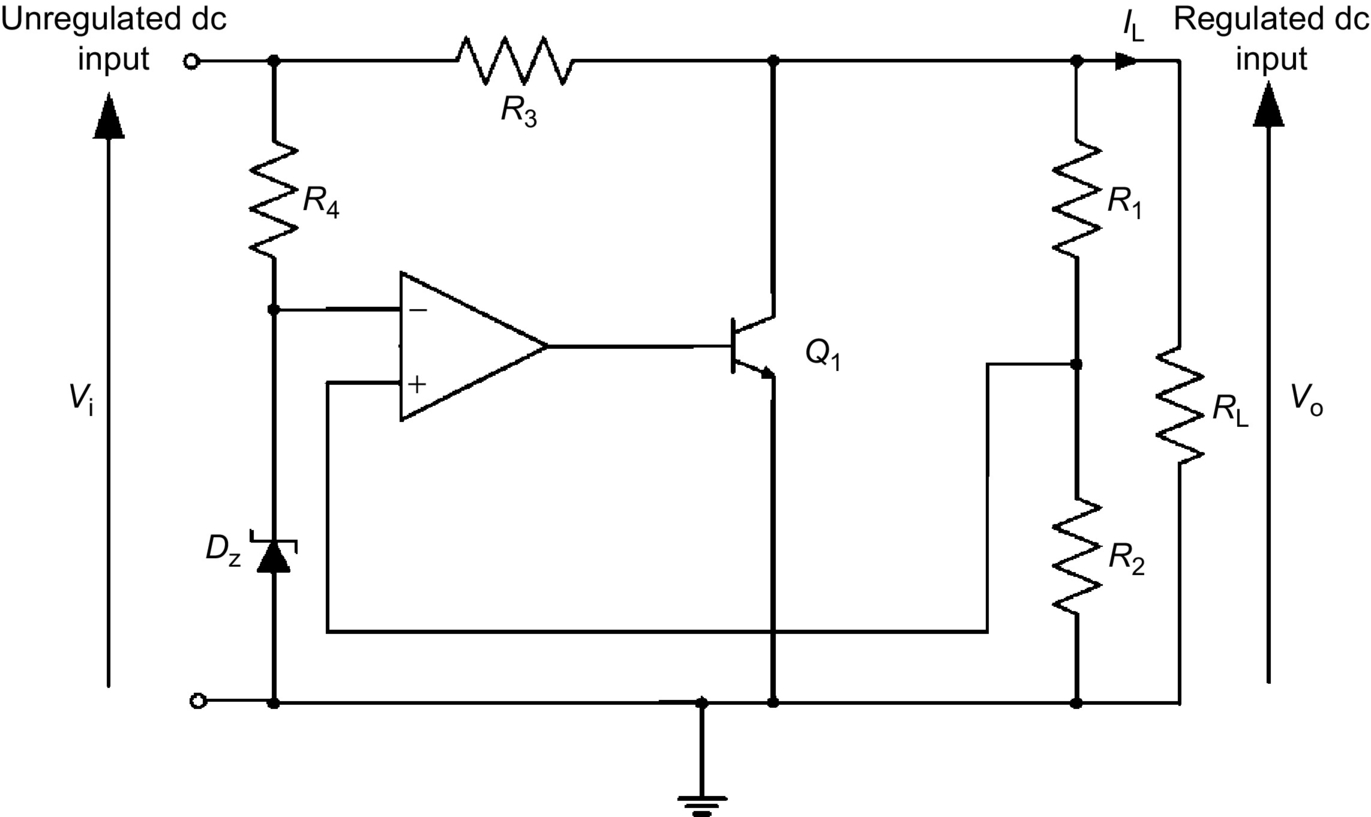 Unregulated dc
input
I_L
Regulated dc
input
R_3
R_4
R_1
−
+
Q_1
V_i
R_L
V_o
D_z
R_2